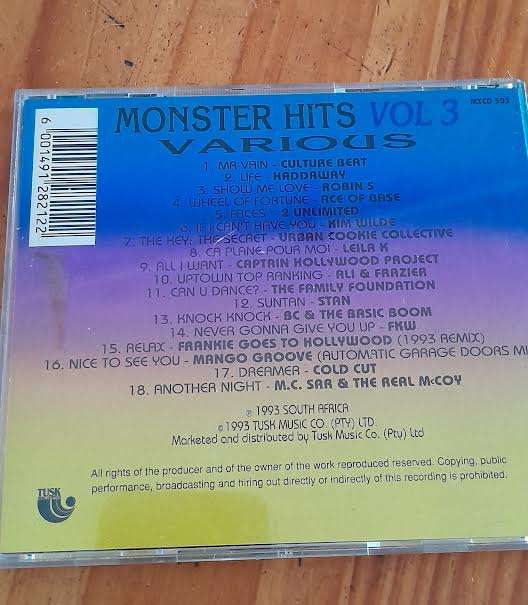 MONSTER HITS VOL 3
MXCD 503
VARIOUS
6 001491 282122
1. MR VAIN - CULTURE BEAT
2. LIFE - HADDAWAY
3. SHOW ME LOVE - ROBIN S
4. WHEEL OF FORTUNE - ACE OF BASE
5. FACES - 2 UNLIMITED
6. IF I CAN'T HAVE YOU - KIM WILDE
7. THE KEY: THE SECRET - URBAN COOKIE COLLECTIVE
8. CA PLANE POUR MOI - LEILA K
9. ALL I WANT - CAPTAIN HOLLYWOOD PROJECT
10. UPTOWN TOP RANKING - ALI & FRAZIER
11. CAN U DANCE? - THE FAMILY FOUNDATION
12. SUNTAN - STAN
13. KNOCK KNOCK - BC & THE BASIC BOOM
14. NEVER GONNA GIVE YOU UP - FKW
15. RELAX - FRANKIE GOES TO HOLLYWOOD (1993 REMIX)
16. NICE TO SEE YOU - MANGO GROOVE (AUTOMATIC GARAGE DOORS MI
17. DREAMER - COLD CUT
18. ANOTHER NIGHT - M.C. SAR & THE REAL McCOY
℗ 1993 SOUTH AFRICA
© 1993 TUSK MUSIC CO. (PTY) LTD.
Marketed and distributed by Tusk Music Co. (Pty) Ltd
All rights of the producer and of the owner of the work reproduced reserved. Copying, public
performance, broadcasting and hiring out directly or indirectly of this recording is prohibited.
TUSK